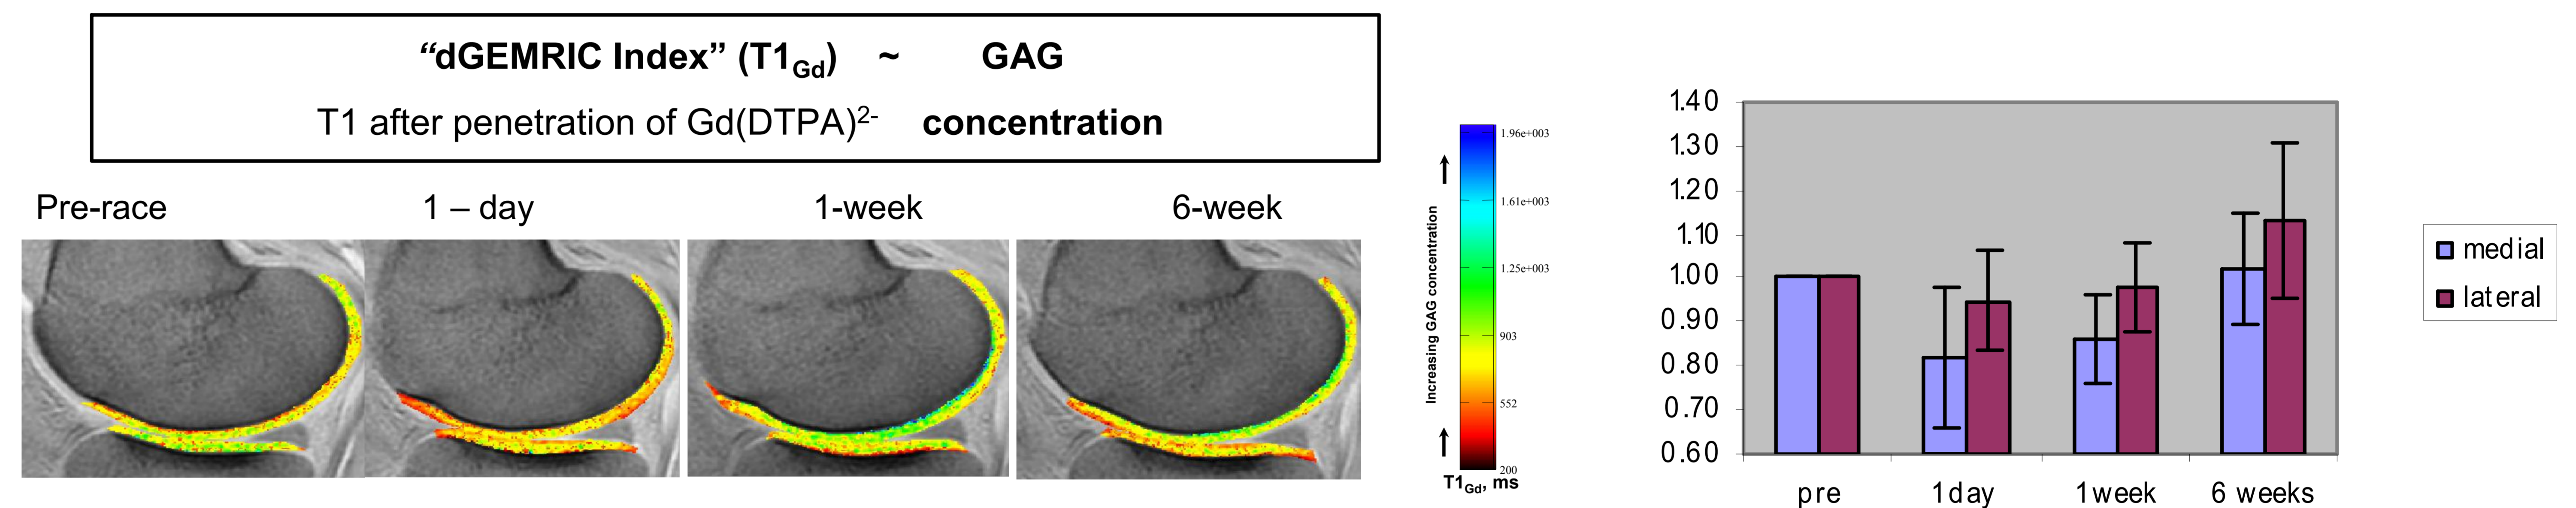 “dGEMRIC Index” (T1Gd) ~ GAG
T1 after penetration of Gd(DTPA)2- concentration
Pre-race 1 – day 1-week 6-week
Increasing GAG concentration
1.96e+003
1.61e+003
1.25e+003
903
552
200
T1Gd, ms
1.40
1.30
1.20
1.10
1.00
0.90
0.80
0.70
0.60
pre 1day 1week 6 weeks
medial
lateral